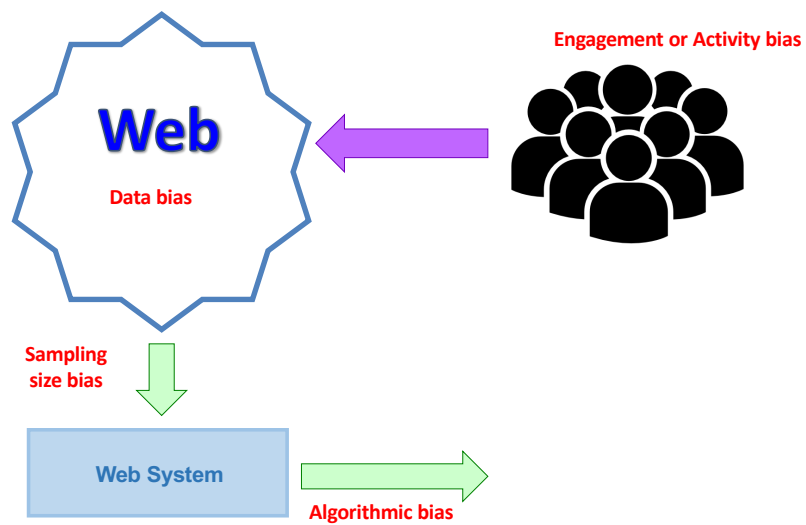 Engagement or Activity bias
Web
Data bias
Sampling
size bias
Web System
Algorithmic bias